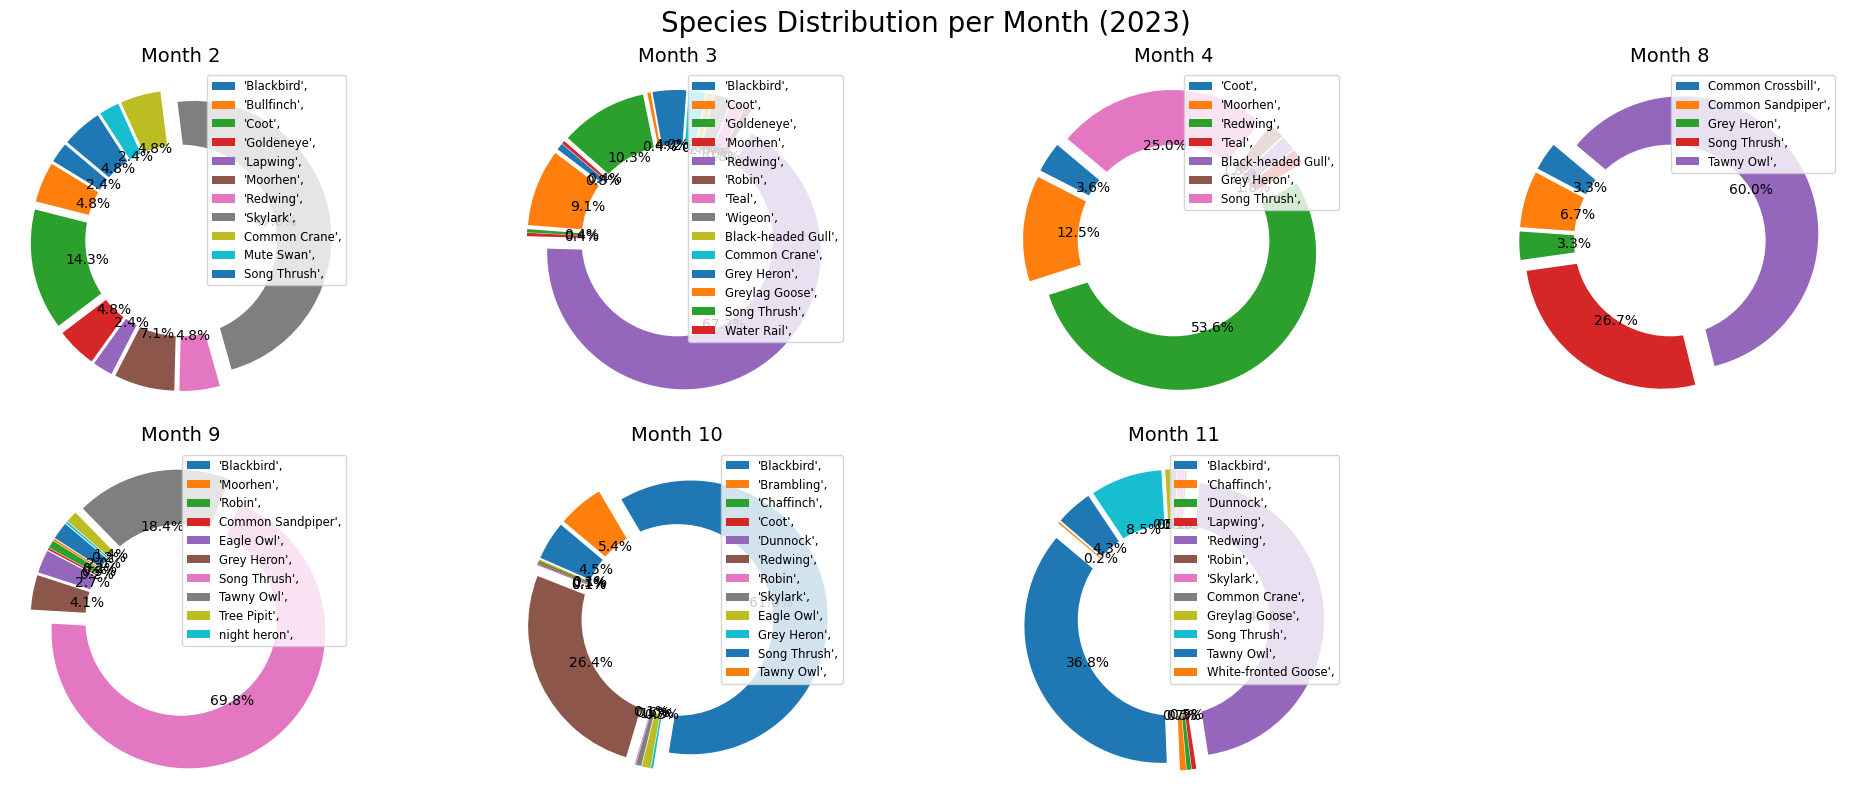 Species Distribution per Month (2023)
Month 2
'Blackbird',
'Bullfinch',
'Coot',
'Goldeneye',
'Lapwing',
'Moorhen',
'Redwing',
'Skylark',
Common Crane',
Mute Swan',
Song Thrush',
4.8%
2.4%
4.8%
2.4%
4.8%
14.3%
4.8%
2.4%
7.1%
4.8%
Month 3
'Blackbird',
'Coot',
'Goldeneye',
'Moorhen',
'Redwing',
'Robin',
'Teal',
'Wigeon',
Black-headed Gull',
Common Crane',
Grey Heron',
Greylag Goose',
Song Thrush',
Water Rail',
10.3%
9.1%
0.4%
0.4%
Month 4
'Coot',
'Moorhen',
'Redwing',
'Teal',
Black-headed Gull',
Grey Heron',
Song Thrush',
25.0%
3.6%
12.5%
1.8%
53.6%
Month 8
Common Crossbill',
Common Sandpiper',
Grey Heron',
Song Thrush',
Tawny Owl',
3.3%
6.7%
3.3%
26.7%
60.0%
Month 9
'Blackbird',
'Moorhen',
'Robin',
Common Sandpiper',
Eagle Owl',
Grey Heron',
Song Thrush',
Tawny Owl',
Tree Pipit',
night heron',
18.4%
1.4%
2.7%
4.1%
69.8%
Month 10
'Blackbird',
'Brambling',
'Chaffinch',
'Coot',
'Dunnock',
'Redwing',
'Robin',
'Skylark',
Eagle Owl',
Grey Heron',
Song Thrush',
Tawny Owl',
5.4%
4.5%
0.1%
26.4%
Month 11
'Blackbird',
'Chaffinch',
'Dunnock',
'Lapwing',
'Redwing',
'Robin',
'Skylark',
Common Crane',
Greylag Goose',
Song Thrush',
Tawny Owl',
White-fronted Goose',
8.5%
4.3%
0.2%
36.8%